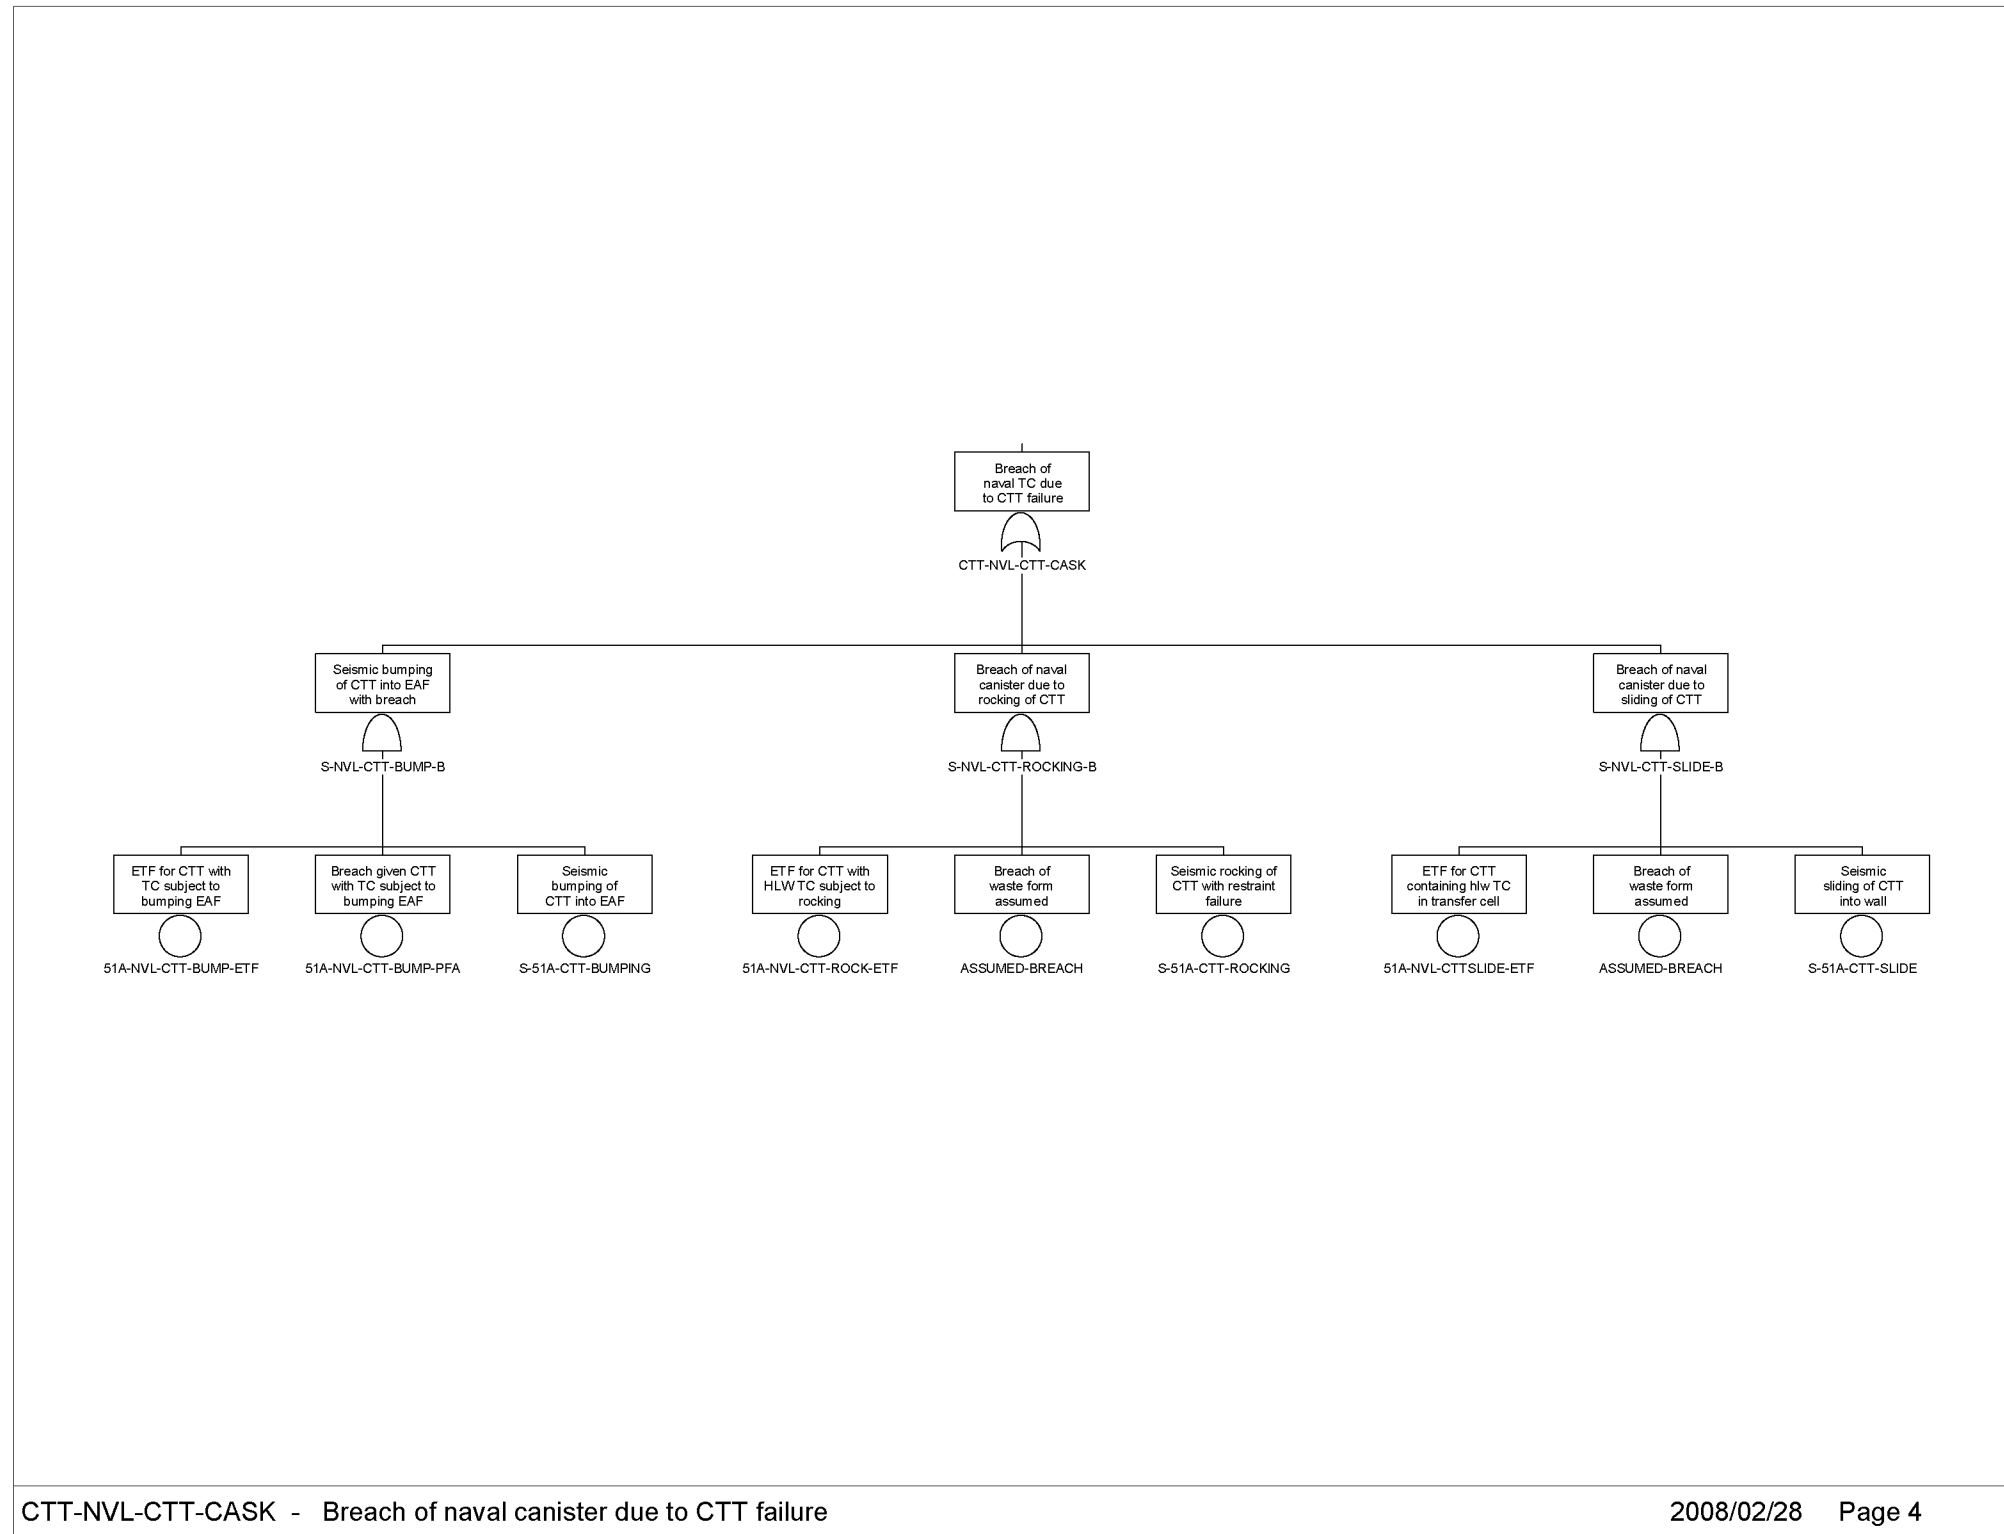 Breach of
naval TC due
to CTT failure
CTT-NVL-CTT-CASK
Seismic bumping
of CTT into EAF
with breach
S-NVL-CTT-BUMP-B
Breach of naval
canister due to
rocking of CTT
S-NVL-CTT-ROCKING-B
Breach of naval
canister due to
sliding of CTT
S-NVL-CTT-SLIDE-B
ETF for CTT with
TC subject to
bumping EAF
51A-NVL-CTT-BUMP-ETF
Breach given CTT
with TC subject to
bumping EAF
51A-NVL-CTT-BUMP-PFA
Seismic
bumping of
CTT into EAF
S-51A-CTT-BUMPING
ETF for CTT with
HLW TC subject to
rocking
51A-NVL-CTT-ROCK-ETF
Breach of
waste form
assumed
ASSUMED-BREACH
Seismic rocking of
CTT with restraint
failure
S-51A-CTT-ROCKING
ETF for CTT
containing hlw TC
in transfer cell
51A-NVL-CTTSLIDE-ETF
Breach of
waste form
assumed
ASSUMED-BREACH
Seismic
sliding of CTT
into wall
S-51A-CTT-SLIDE
CTT-NVL-CTT-CASK - Breach of naval canister due to CTT failure
2008/02/28 Page 4